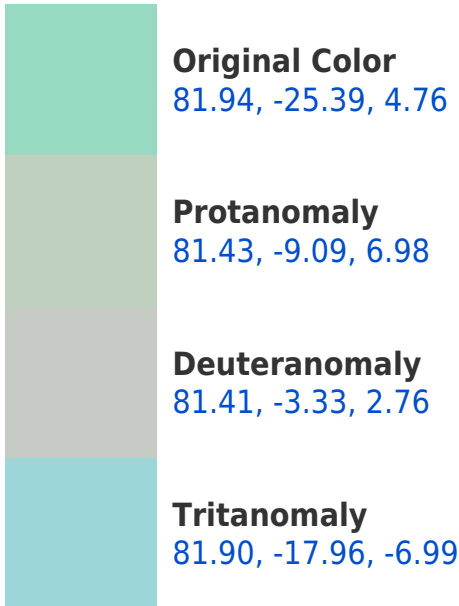 Original Color
81.94, -25.39, 4.76
Protanomaly
81.43, -9.09, 6.98
Deuteranomaly
81.41, -3.33, 2.76
Tritanomaly
81.90, -17.96, -6.99